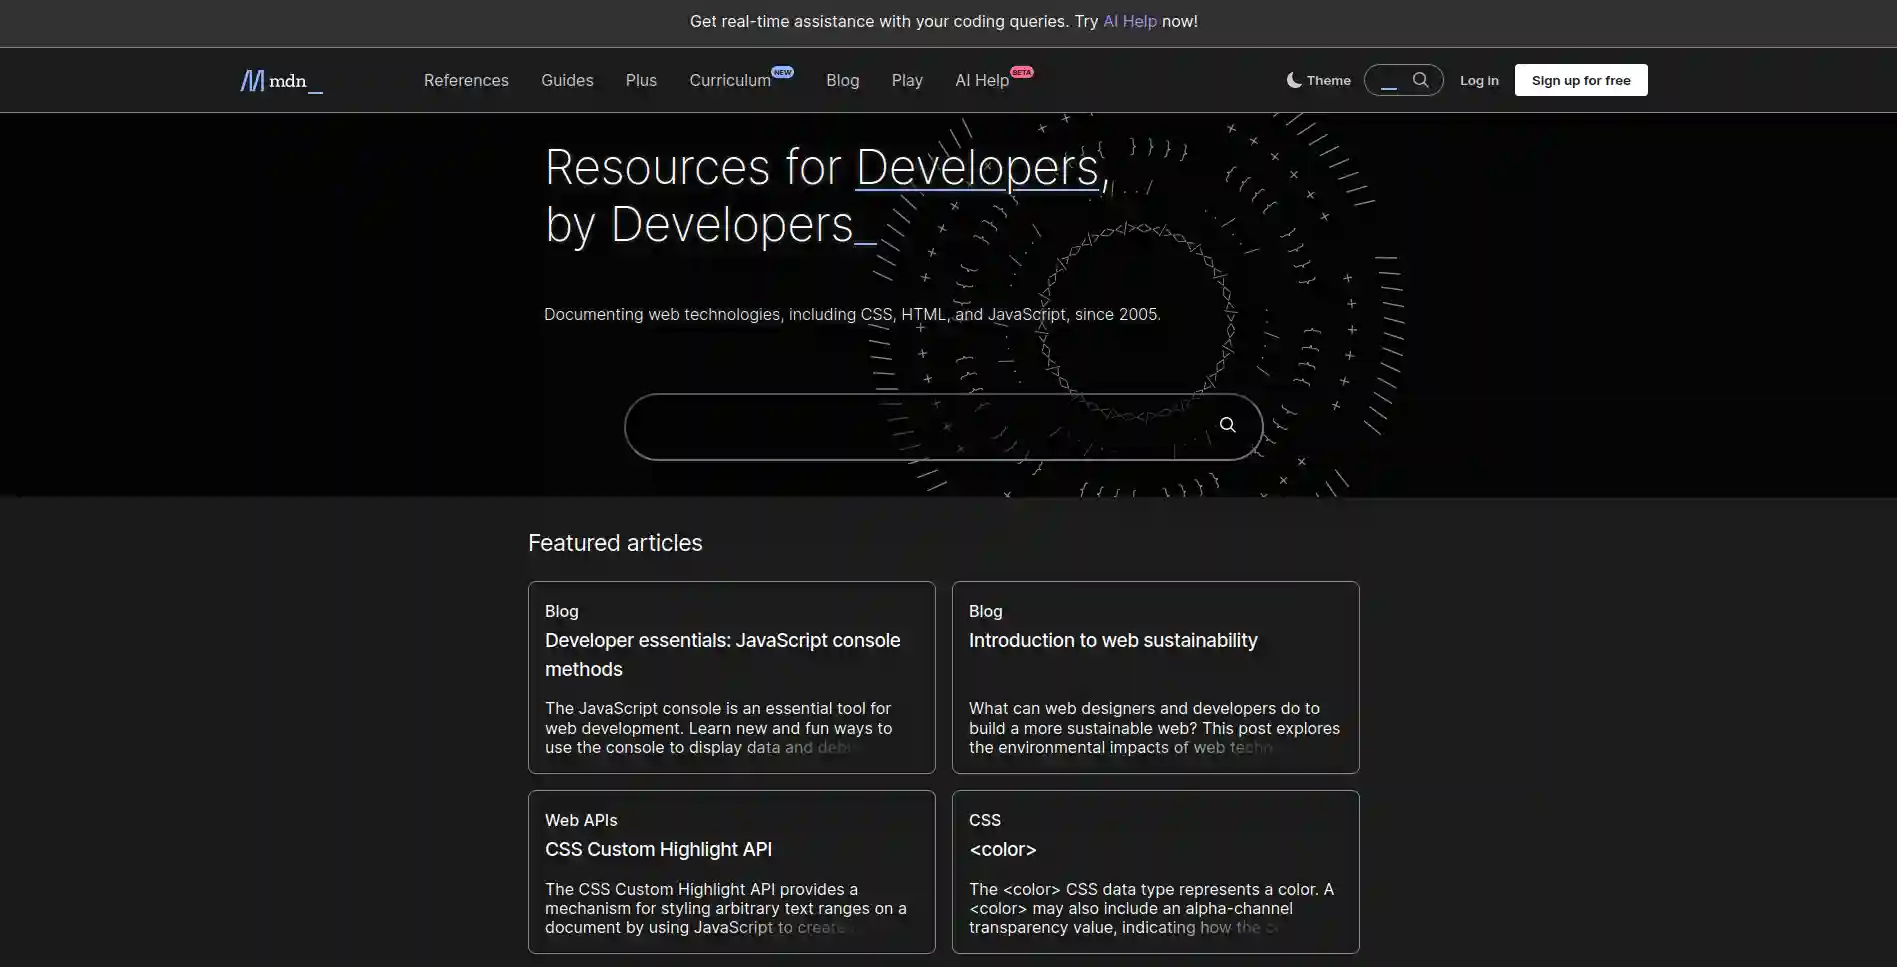 Get real-time assistance with your coding queries. Try AI Help now!
mdn_
References Guides Plus Curriculum NEW Blog Play AI Help BETA
Theme Log in Sign up for free
Resources for Developers,
by Developers_
Documenting web technologies, including CSS, HTML, and JavaScript, since 2005.
Featured articles
Blog
Developer essentials: JavaScript console
methods
The JavaScript console is an essential tool for
web development. Learn new and fun ways to
use the console to display data and
Blog
Introduction to web sustainability
What can web designers and developers do to
build a more sustainable web? This post explores
the environmental impacts of web
Web APIs
CSS Custom Highlight API
The CSS Custom Highlight API provides a
mechanism for styling arbitrary text ranges on a
document by using JavaScript to create
CSS
<color>
The <color> CSS data type represents a color. A
<color> may also include an alpha-channel
transparency value, indicating how the